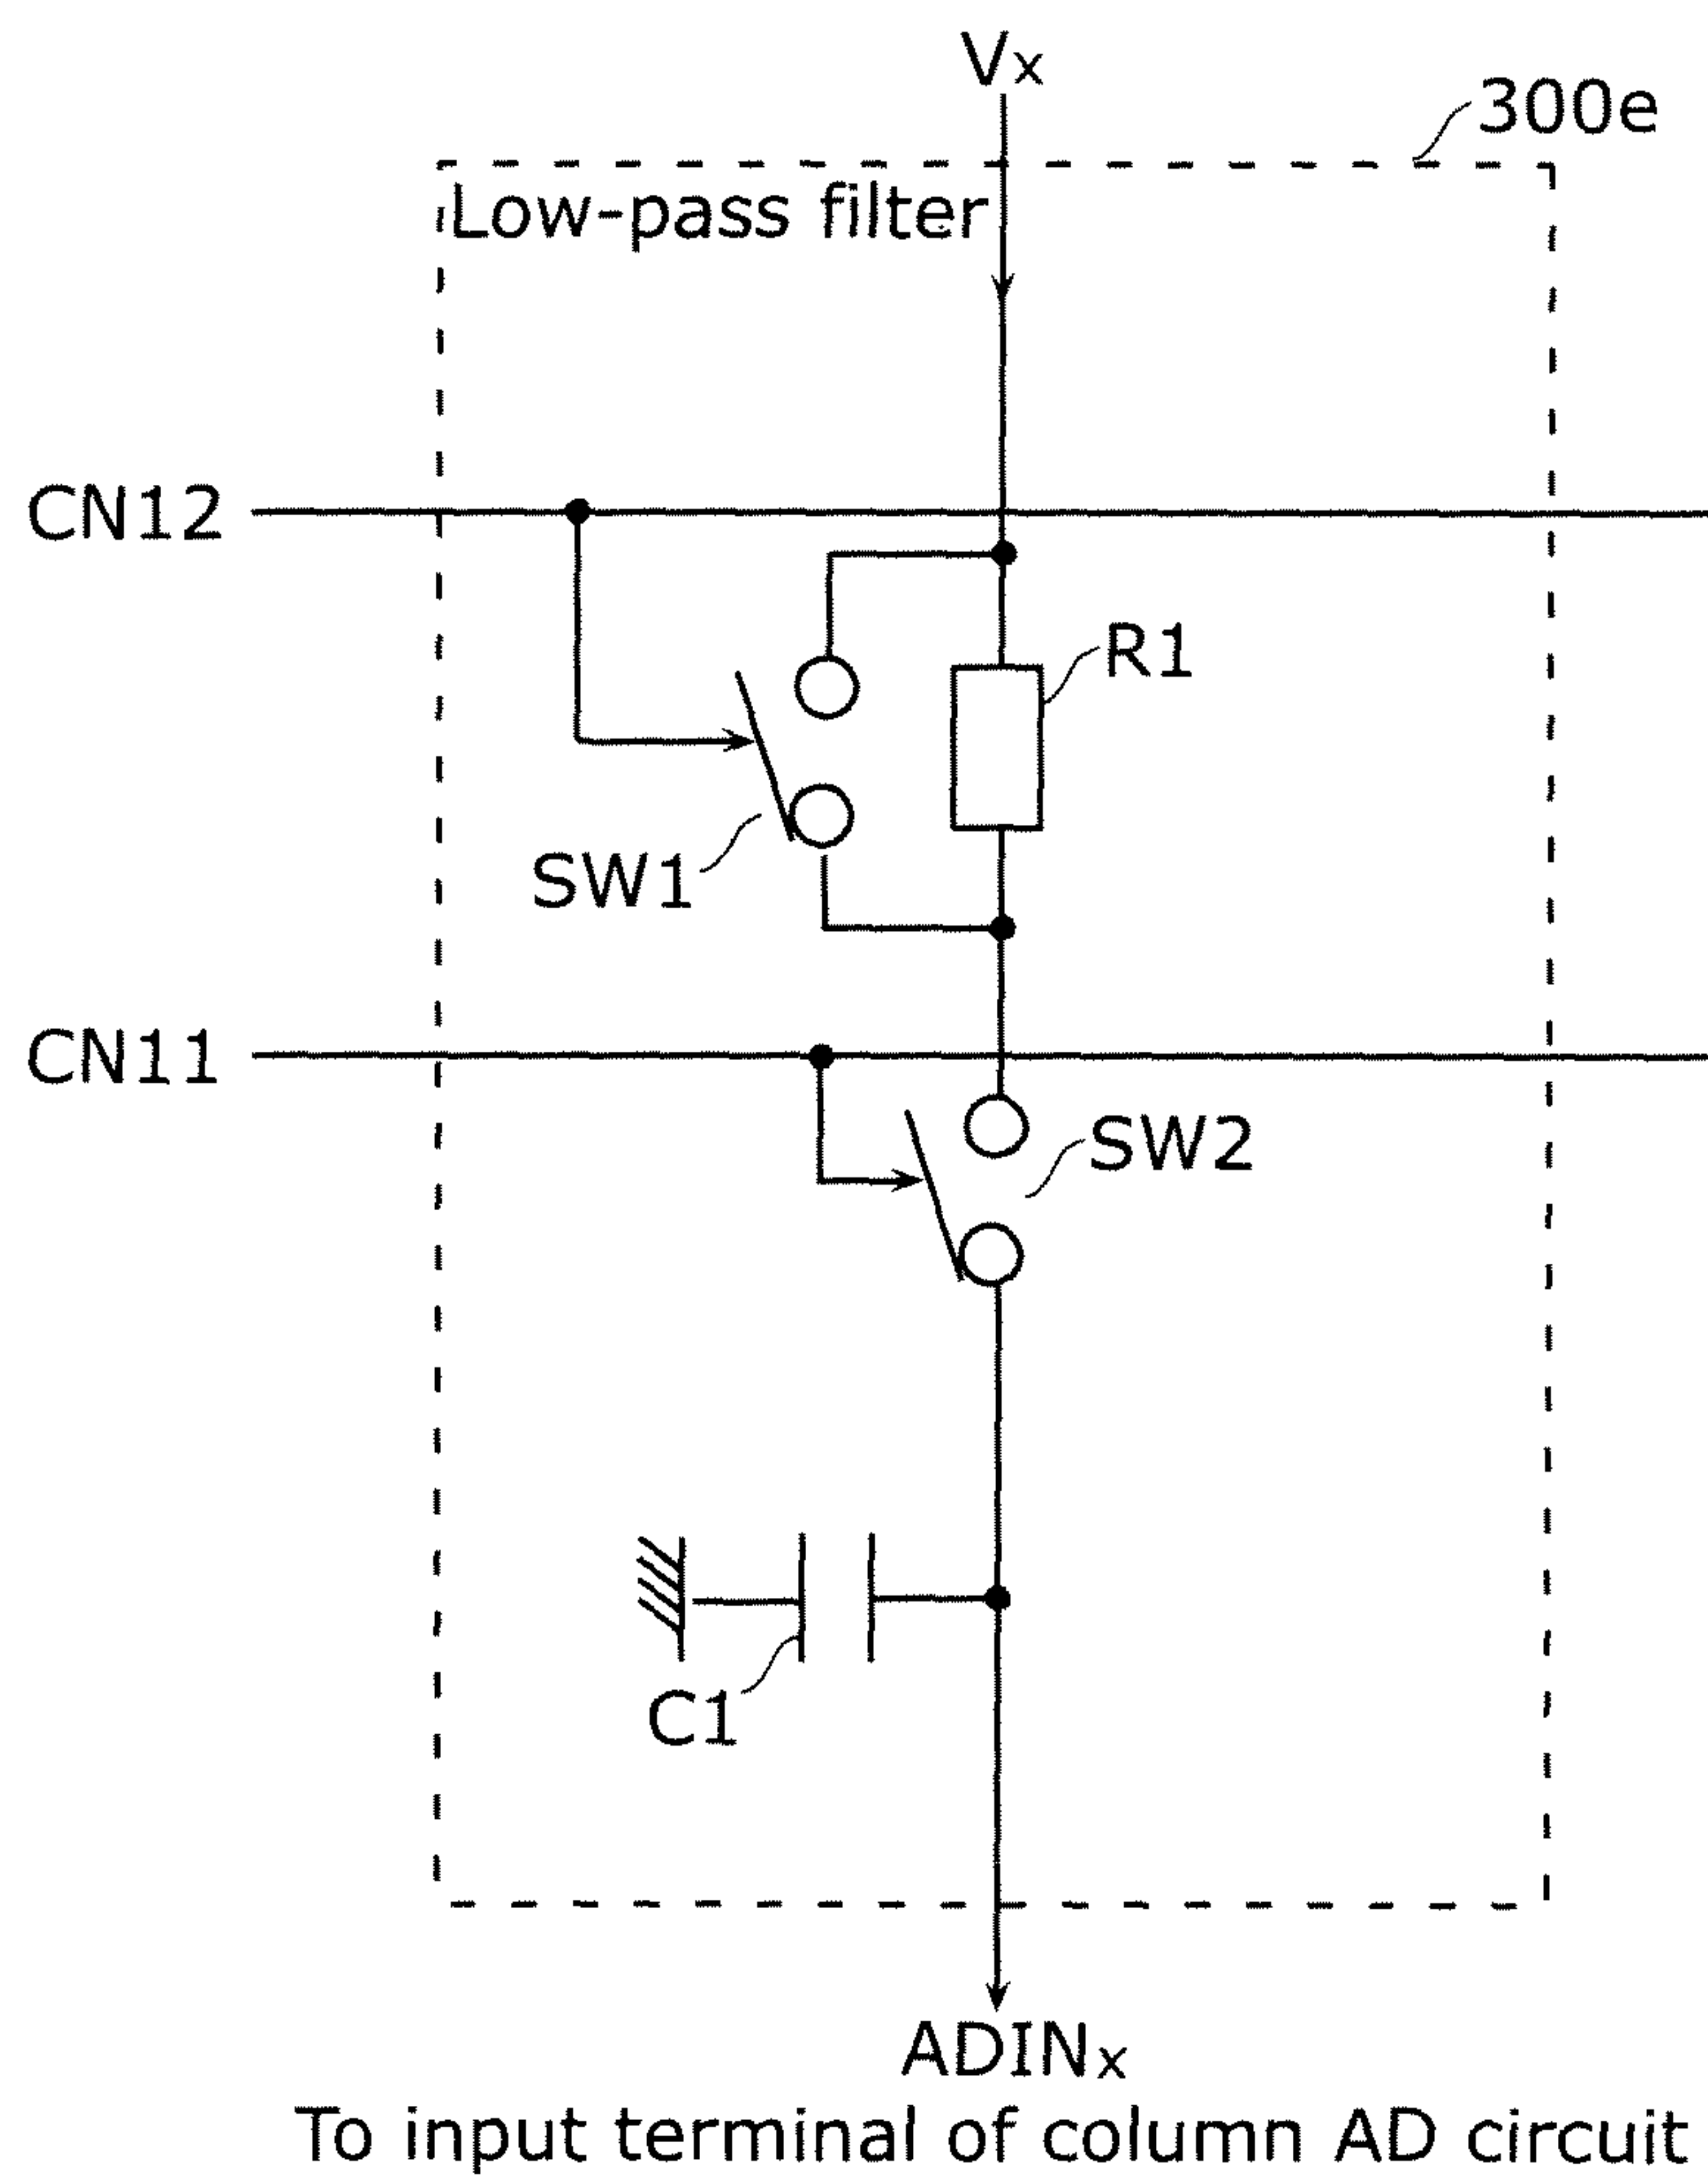 Vx
300e
Low-pass filter
CN12
R1
SW1
CN11
SW2
C1
ADINx
To input terminal of column AD circuit